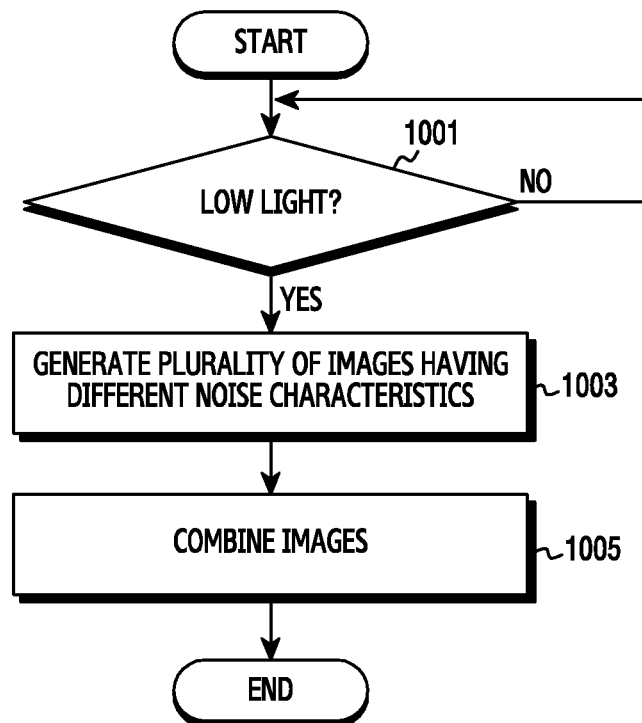 START
1001
LOW LIGHT?
NO
YES
GENERATE PLURALITY OF IMAGES HAVING
DIFFERENT NOISE CHARACTERISTICS
1003
COMBINE IMAGES
1005
END